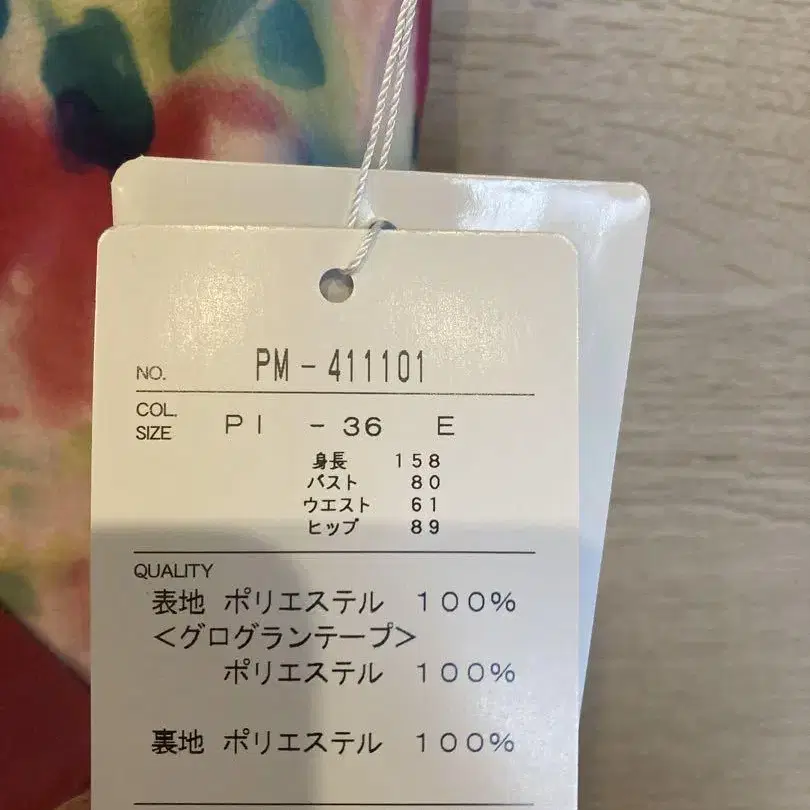 NO. PM-411101
COL.
SIZE PI -36 E
身長 158
バスト 80
ウエスト 61
ヒップ 89
QUALITY
表地 ポリエステル 100%
<グログランテープ>
ポリエステル 100%
裏地 ポリエステル 100%